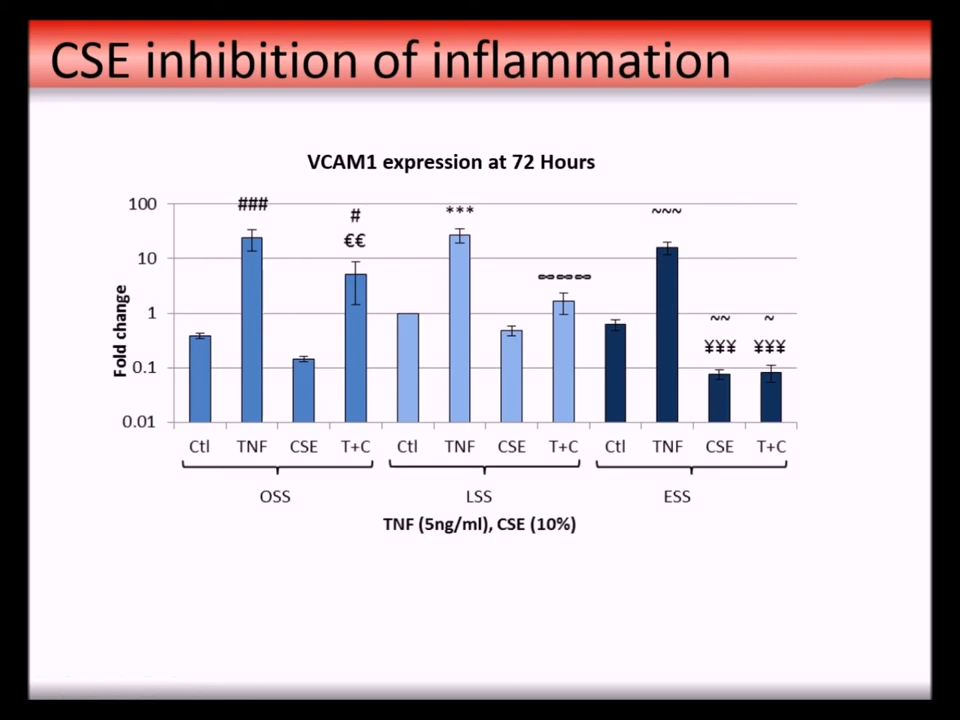 CSE inhibition of inflammation
VCAM1 expression at 72 Hours
Fold change
100
10
1
0.1
0.01
###
#
€€
***
∞∞∞
~~~
~~
¥¥¥
~
¥¥¥
Ctl TNF CSE T+C Ctl TNF CSE T+C Ctl TNF CSE T+C
OSS LSS ESS
TNF (5ng/ml), CSE (10%)